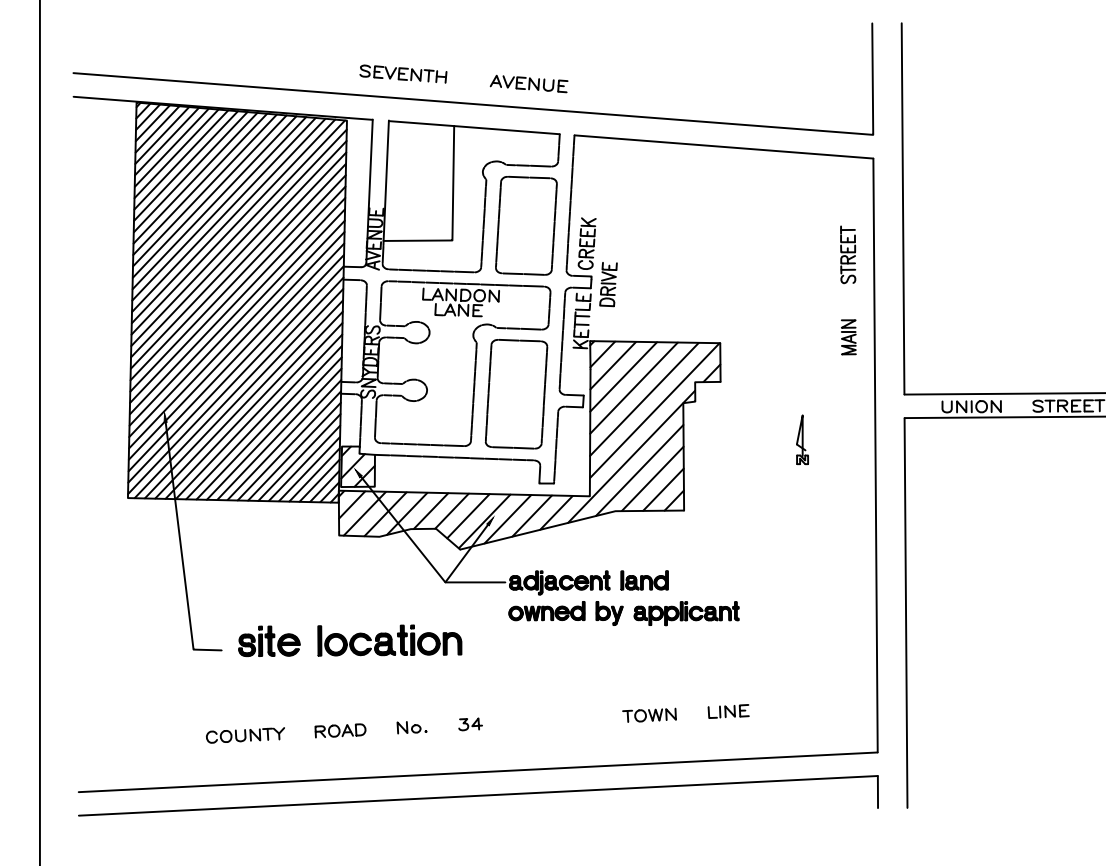 SEVENTH AVENUE
SNYDERS AVENUE
LANDON
LANE
KETTLE CREEK
DRIVE
MAIN STREET
UNION STREET
N
adjacent land
owned by applicant
site location
COUNTY ROAD No. 34 TOWN LINE